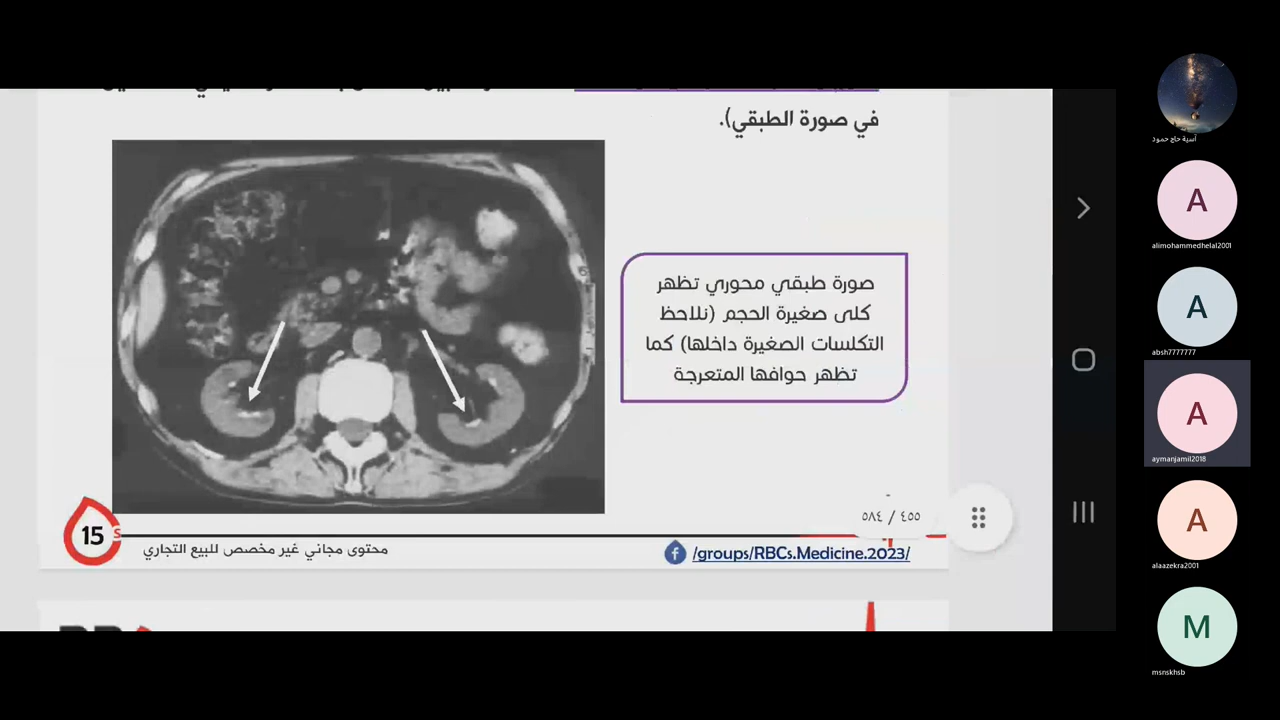 في صورة الطبقي).
صورة طبقي محوري تظهر
كلى صغيرة الحجم (نلاحظ
التكلسات الصغيرة داخلها) كما
تظهر حوافها المتعرجة
٤٥٥ / ٥٨٤
15
محتوى مجاني غير مخصص للبيع التجاري
/groups/RBCs.Medicine.2023/
آسية حاج حمود
A
alimohammedhelal2001
A
absh7777777
A
aymanjamil2018
A
alaazekra2001
M
msnskhsb